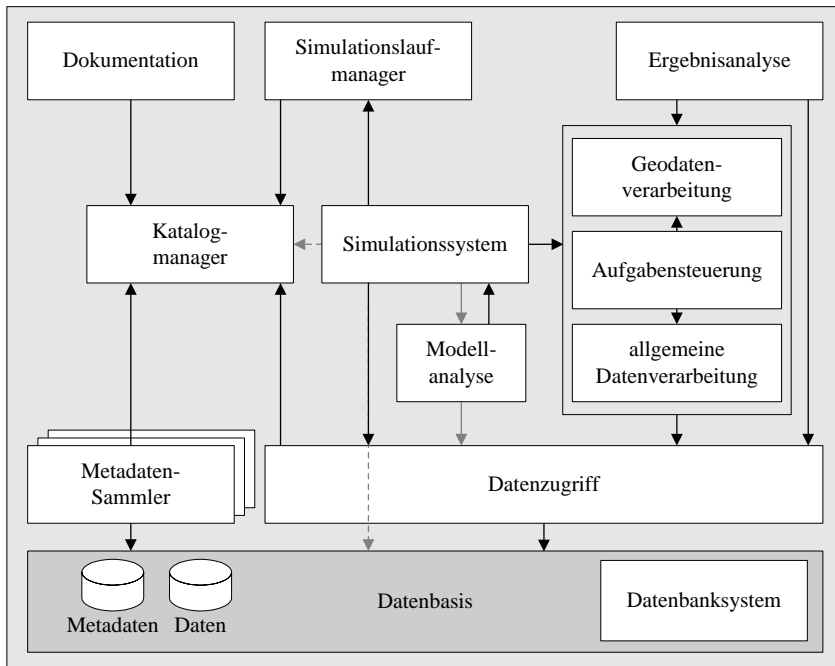 Dokumentation
Simulationslauf-
manager
Ergebnisanalyse
Geodaten-
verarbeitung
Katalog-
manager
Simulationssystem
Aufgabensteuerung
Modell-
analyse
allgemeine
Datenverarbeitung
Metadaten-
Sammler
Datenzugriff
Metadaten
Daten
Datenbasis
Datenbanksystem